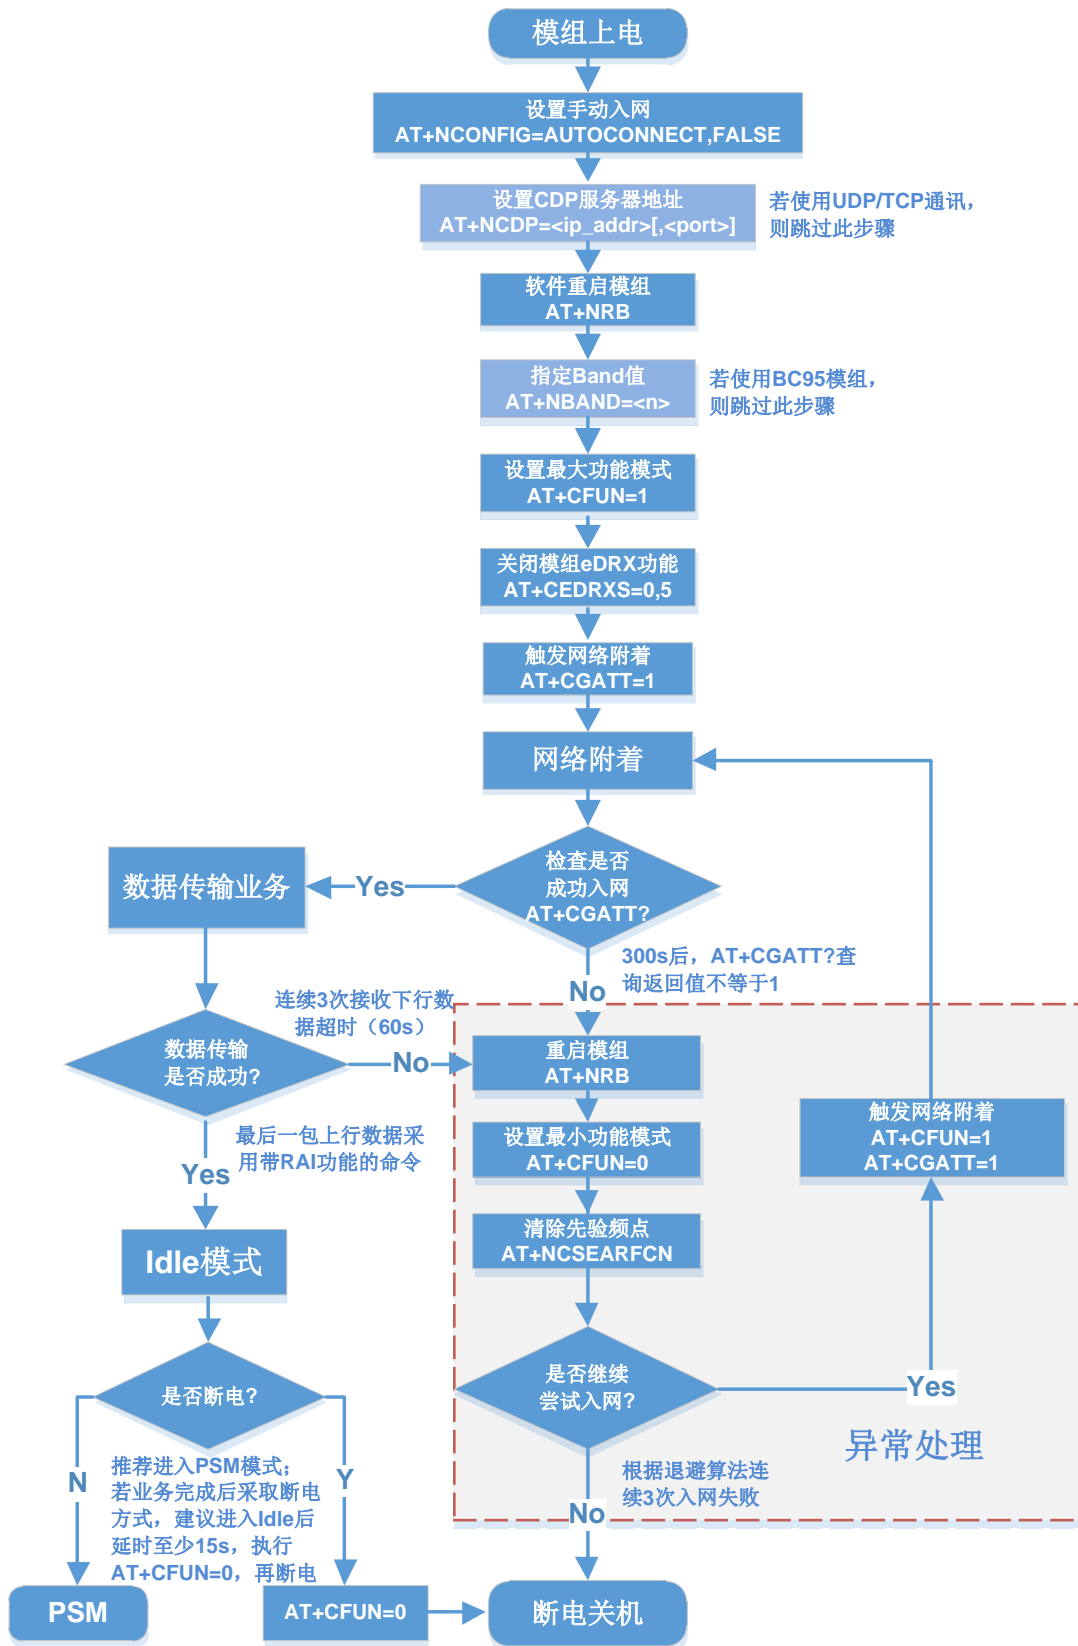 模组上电
设置手动入网
AT+NCONFIG=AUTOCONNECT,FALSE
设置CDP服务器地址
AT+NCDP=<ip_addr>[,<port>]
若使用UDP/TCP通讯，
则跳过此步骤
软件重启模组
AT+NRB
指定Band值
AT+NBAND=<n>
若使用BC95模组，
则跳过此步骤
设置最大功能模式
AT+CFUN=1
关闭模组eDRX功能
AT+CEDRXS=0,5
触发网络附着
AT+CGATT=1
网络附着
检查是否
成功入网
AT+CGATT?
Yes
数据传输业务
300s后，AT+CGATT?查
询返回值不等于1
No
连续3次接收下行数
据超时（60s）
数据传输
是否成功?
No
重启模组
AT+NRB
触发网络附着
AT+CFUN=1
AT+CGATT=1
设置最小功能模式
AT+CFUN=0
最后一包上行数据采
用带RAI功能的命令
Yes
清除先验频点
AT+NCSEARFCN
Idle模式
是否继续
尝试入网?
Yes
是否断电?
异常处理
N
Y
推荐进入PSM模式；
若业务完成后采取断电
方式，建议进入Idle后
延时至少15s，执行
AT+CFUN=0，再断电
根据退避算法连
续3次入网失败
No
PSM
AT+CFUN=0
断电关机